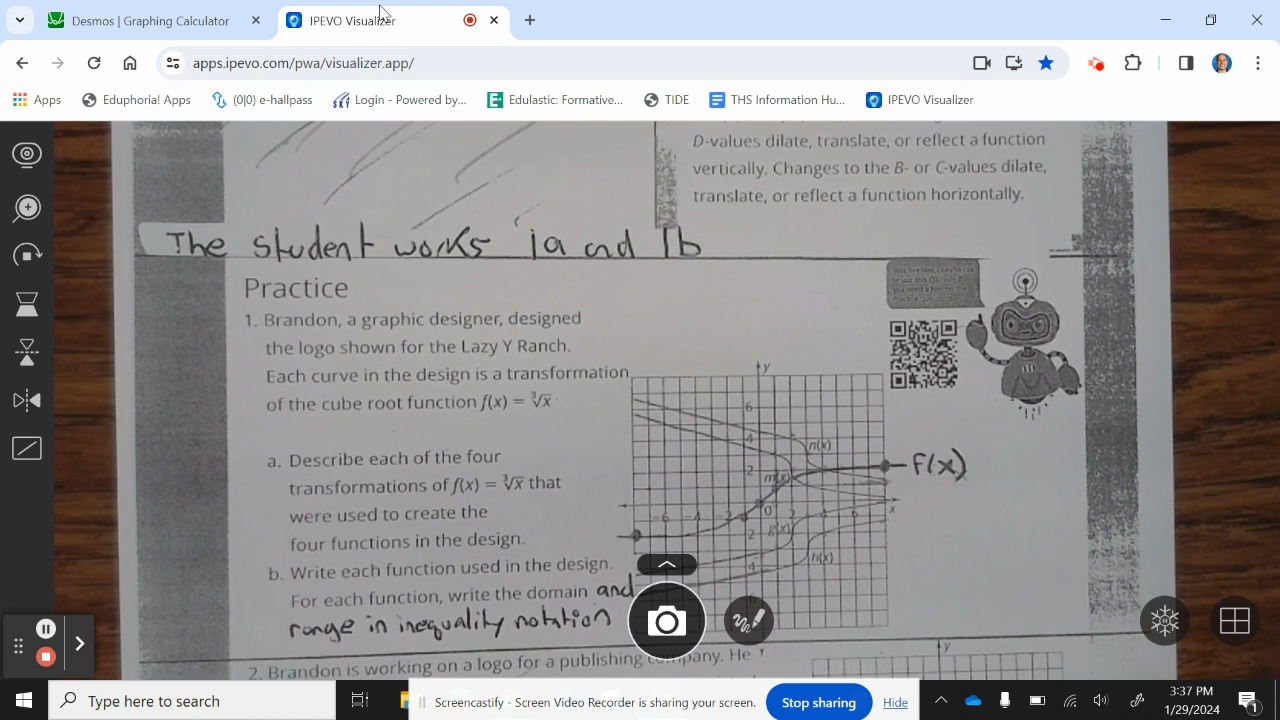 Desmos | Graphing Calculator
IPEVO Visualizer
apps.ipevo.com/pwa/visualizer.app/
Apps
Eduphoria! Apps
(0|0) e-hallpass
Login - Powered by...
Edulastic: Formative...
TIDE
THS Information Hu...
IPEVO Visualizer
D-values dilate, translate, or reflect a function
vertically. Changes to the B- or C-values dilate,
translate, or reflect a function horizontally.
The student works 1a and 1b
Practice
1. Brandon, a graphic designer, designed
the logo shown for the Lazy Y Ranch.
Each curve in the design is a transformation
of the cube root function f(x) = ∛x
a. Describe each of the four
transformations of f(x) = ∛x that
were used to create the
four functions in the design.
b. Write each function used in the design.
For each function, write the domain and
range in inequality notation
y
6
4
n(x)
2
m(x)
f(x)
-6 -4 -2 0 2 4 6 x
g(x)
2
h(x)
4
2. Brandon is working on a logo for a publishing company. He
y
Type here to search
Screencastify - Screen Video Recorder is sharing your screen.
Stop sharing
Hide
3:37 PM
1/29/2024
1